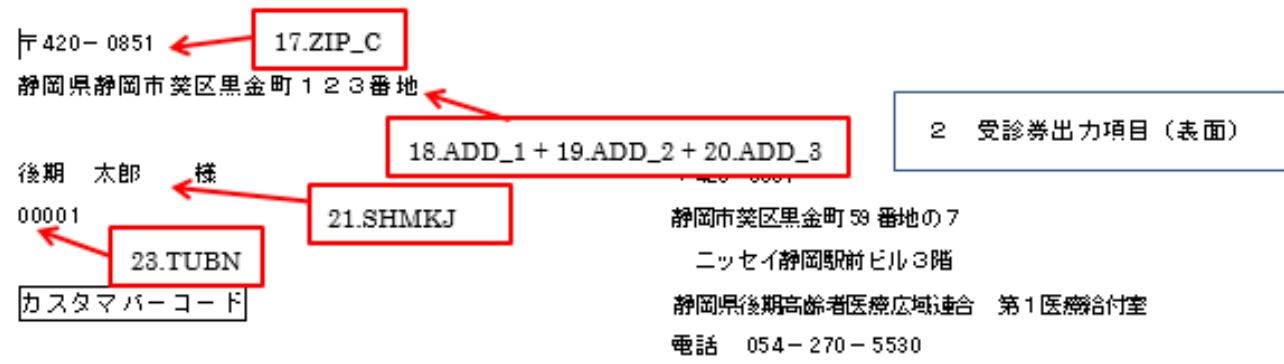 〒420-0851
17.ZIP_C
静岡県静岡市葵区黒金町１２３番地
18.ADD_1 + 19.ADD_2 + 20.ADD_3
２　受診券出力項目（表面）
後期　太郎　　様
21.SHMKJ
00001
23.TUBN
カスタマバーコード
静岡市葵区黒金町 59 番地の７
ニッセイ静岡駅前ビル３階
静岡県後期高齢者医療広域連合　第１医療給付室
電話　054－270－5530